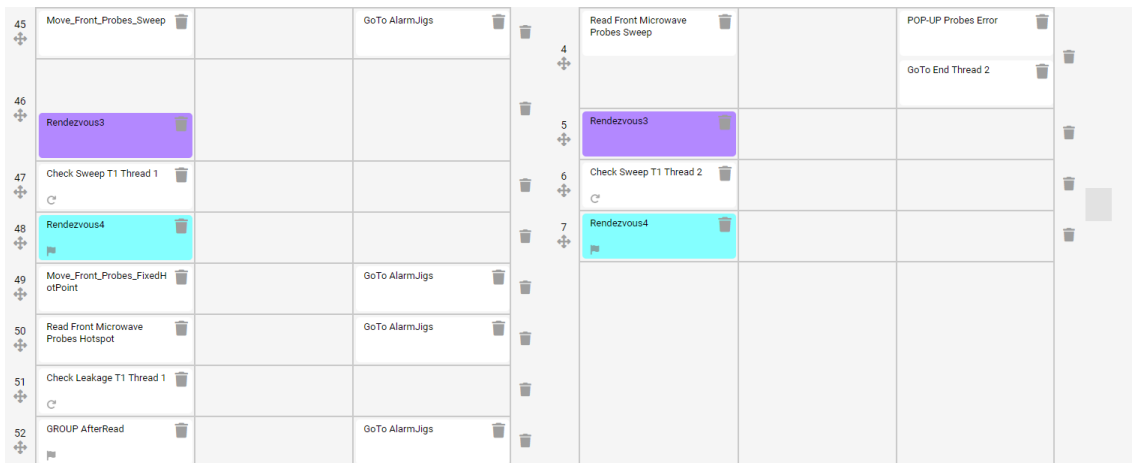 45
Move_Front_Probes_Sweep
GoTo AlarmJigs
46
Rendezvous3
47
Check Sweep T1 Thread 1
48
Rendezvous4
49
Move_Front_Probes_FixedH
otPoint
GoTo AlarmJigs
50
Read Front Microwave
Probes Hotspot
GoTo AlarmJigs
51
Check Leakage T1 Thread 1
52
GROUP AfterRead
GoTo AlarmJigs
4
Read Front Microwave
Probes Sweep
POP-UP Probes Error
GoTo End Thread 2
5
Rendezvous3
6
Check Sweep T1 Thread 2
7
Rendezvous4